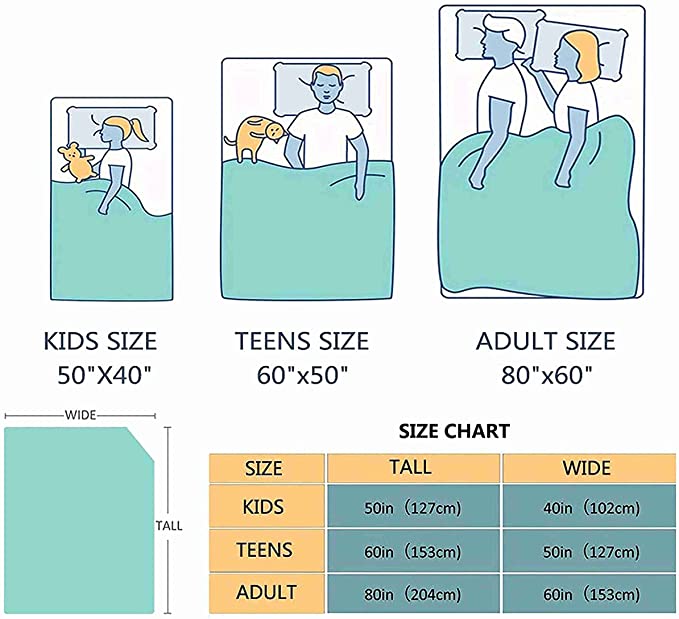 KIDS SIZE
50"X40"
TEENS SIZE
60"x50"
ADULT SIZE
80"x60"
WIDE
TALL
SIZE CHART
SIZE TALL WIDE
KIDS 50in（127cm) 40in（102cm)
TEENS 60in（153cm) 50in（127cm)
ADULT 80in（204cm) 60in（153cm)